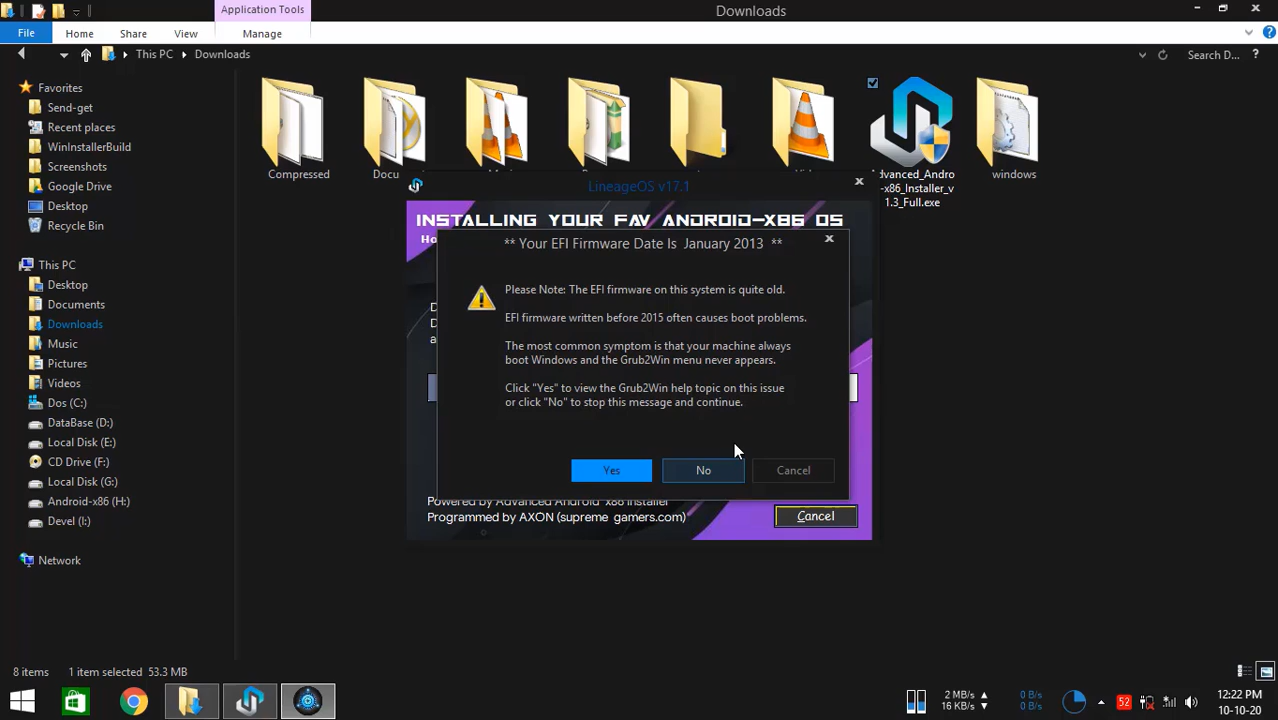 Application Tools
Downloads
File
Home
Share
View
Manage
This PC
Downloads
Search D...
Favorites
Send-get
Recent places
WinInstallerBuild
Screenshots
Google Drive
Desktop
Recycle Bin
This PC
Desktop
Documents
Downloads
Music
Pictures
Videos
Dos (C:)
DataBase (D:)
Local Disk (E:)
CD Drive (F:)
Local Disk (G:)
Android-x86 (H:)
Devel (I:)
Network
Compressed
Docu
Advanced_Andro
-x86_Installer_v
1.3_Full.exe
windows
LineageOS v17.1
INSTALLING YOUR FAV ANDROID-X86 OS
** Your EFI Firmware Date Is January 2013 **
Please Note: The EFI firmware on this system is quite old.
EFI firmware written before 2015 often causes boot problems.
The most common symptom is that your machine always
boot Windows and the Grub2Win menu never appears.
Click "Yes" to view the Grub2Win help topic on this issue
or click "No" to stop this message and continue.
Yes
No
Cancel
Powered by Advanced Android x86 Installer
Programmed by AXON (supreme gamers.com)
Cancel
8 items
1 item selected 53.3 MB
2 MB/s
16 KB/s
0 B/s
0 B/s
52
12:22 PM
10-10-20